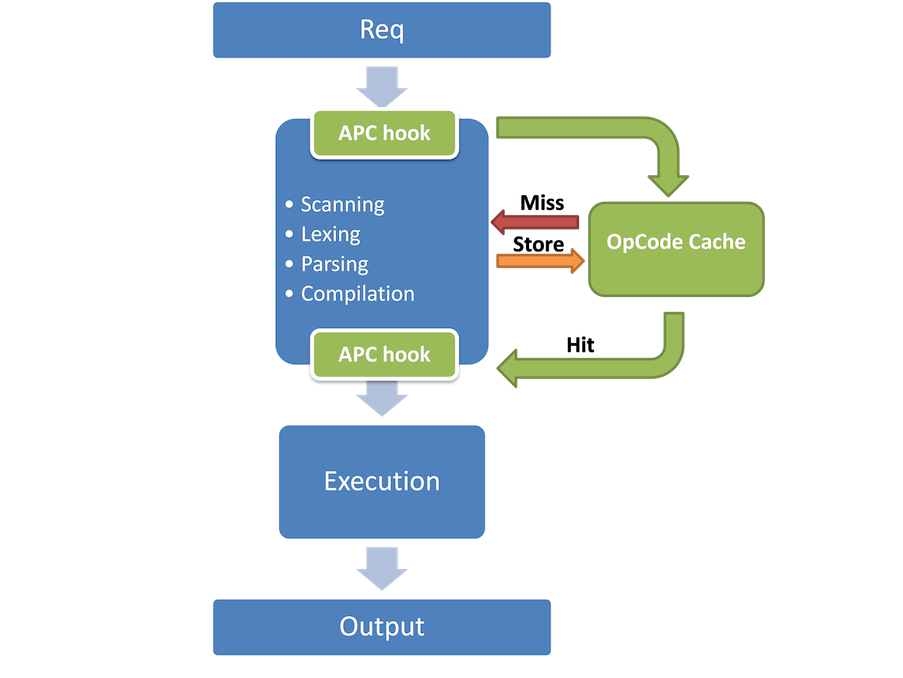 Req
APC hook
• Scanning
• Lexing
• Parsing
• Compilation
Miss
Store
OpCode Cache
Hit
APC hook
Execution
Output